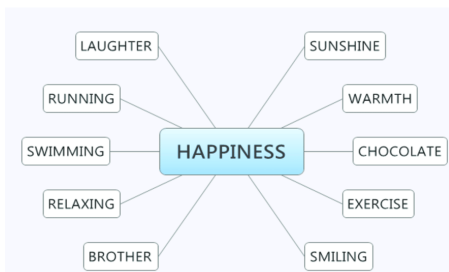 LAUGHTER
SUNSHINE
RUNNING
WARMTH
SWIMMING
HAPPINESS
CHOCOLATE
RELAXING
EXERCISE
BROTHER
SMILING